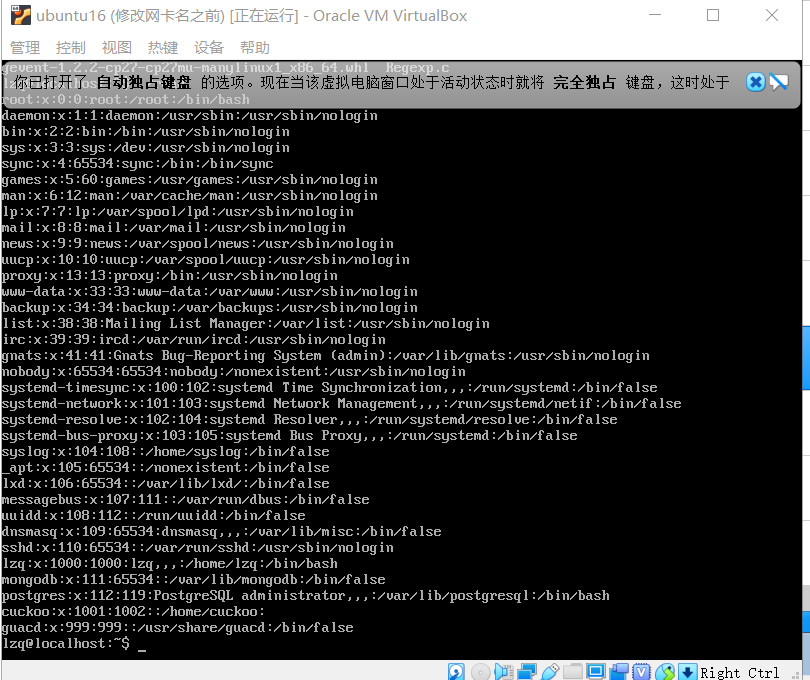 ubuntu16 (修改网卡名之前) [正在运行] - Oracle VM VirtualBox
管理 控制 视图 热键 设备 帮助
gevent-1.2.2-cp27-cp27mu-manylinux1_x86_64.whl Regexp.c
你已打开了 自动独占键盘 的选项。现在当该虚拟电脑窗口处于活动状态时就将 完全独占 键盘，这时处于
root:x:0:0:root:/root:/bin/bash
daemon:x:1:1:daemon:/usr/sbin:/usr/sbin/nologin
bin:x:2:2:bin:/bin:/usr/sbin/nologin
sys:x:3:3:sys:/dev:/usr/sbin/nologin
sync:x:4:65534:sync:/bin:/bin/sync
games:x:5:60:games:/usr/games:/usr/sbin/nologin
man:x:6:12:man:/var/cache/man:/usr/sbin/nologin
lp:x:7:7:lp:/var/spool/lpd:/usr/sbin/nologin
mail:x:8:8:mail:/var/mail:/usr/sbin/nologin
news:x:9:9:news:/var/spool/news:/usr/sbin/nologin
uucp:x:10:10:uucp:/var/spool/uucp:/usr/sbin/nologin
proxy:x:13:13:proxy:/bin:/usr/sbin/nologin
www-data:x:33:33:www-data:/var/www:/usr/sbin/nologin
backup:x:34:34:backup:/var/backups:/usr/sbin/nologin
list:x:38:38:Mailing List Manager:/var/list:/usr/sbin/nologin
irc:x:39:39:ircd:/var/run/ircd:/usr/sbin/nologin
gnats:x:41:41:Gnats Bug-Reporting System (admin):/var/lib/gnats:/usr/sbin/nologin
nobody:x:65534:65534:nobody:/nonexistent:/usr/sbin/nologin
systemd-timesync:x:100:102:systemd Time Synchronization,,,:/run/systemd:/bin/false
systemd-network:x:101:103:systemd Network Management,,,:/run/systemd/netif:/bin/false
systemd-resolve:x:102:104:systemd Resolver,,,:/run/systemd/resolve:/bin/false
systemd-bus-proxy:x:103:105:systemd Bus Proxy,,,:/run/systemd:/bin/false
syslog:x:104:108::/home/syslog:/bin/false
_apt:x:105:65534::/nonexistent:/bin/false
lxd:x:106:65534::/var/lib/lxd/:/bin/false
messagebus:x:107:111::/var/run/dbus:/bin/false
uuidd:x:108:112::/run/uuidd:/bin/false
dnsmasq:x:109:65534:dnsmasq,,,:/var/lib/misc:/bin/false
sshd:x:110:65534::/var/run/sshd:/usr/sbin/nologin
lzq:x:1000:1000:lzq,,,:/home/lzq:/bin/bash
mongodb:x:111:65534::/var/lib/mongodb:/bin/false
postgres:x:112:119:PostgreSQL administrator,,,:/var/lib/postgresql:/bin/bash
cuckoo:x:1001:1002::/home/cuckoo:
guacd:x:999:999::/usr/share/guacd:/bin/false
lzq@localhost:~$ _
Right Ctrl